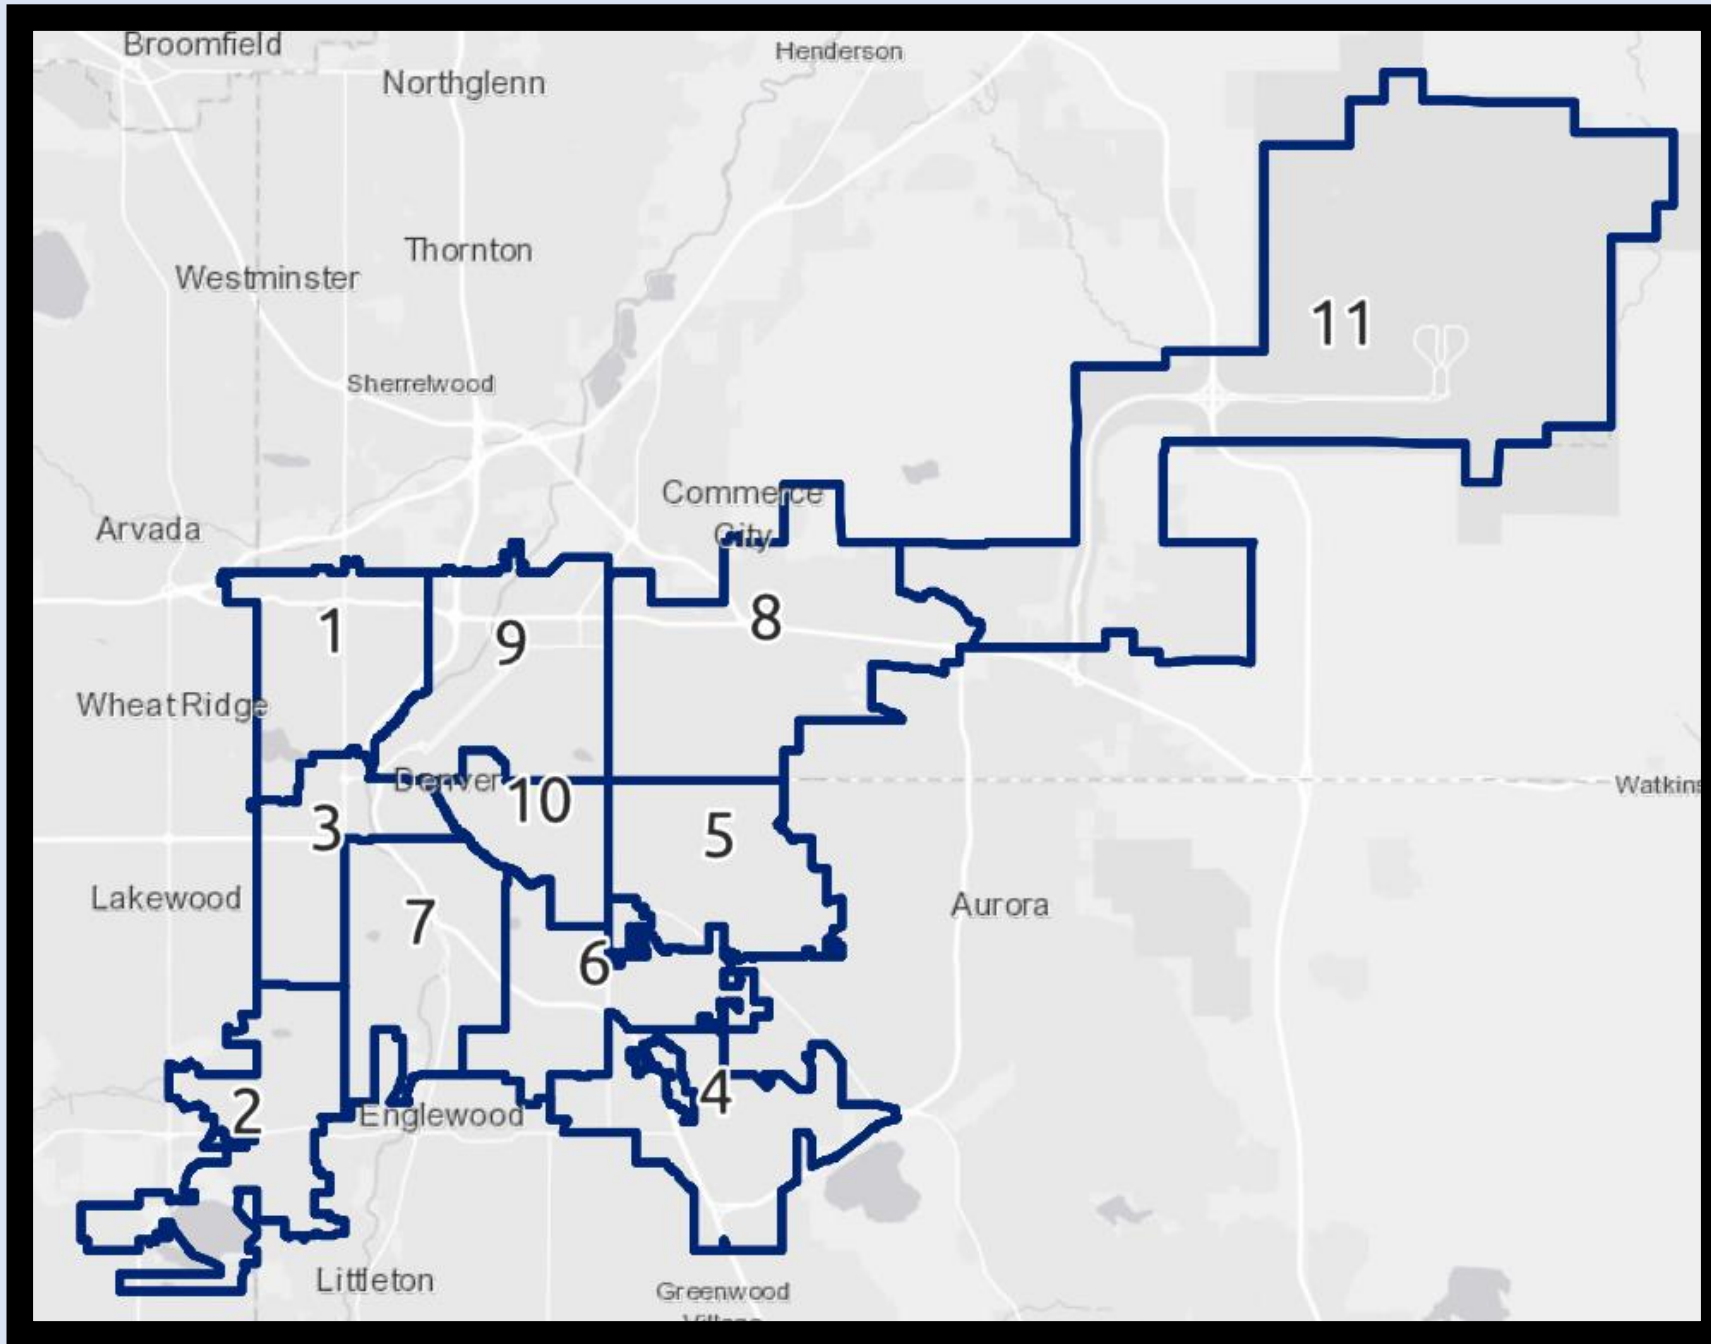 Broomfield
Henderson
Northglenn
Thornton
Westminster
11
Sherrelwood
Commerce
City
Arvada
1
9
8
Wheat Ridge
Denver
10
Watkins
3
5
Lakewood
Aurora
7
6
4
2
Englewood
Littleton
Greenwood
Village